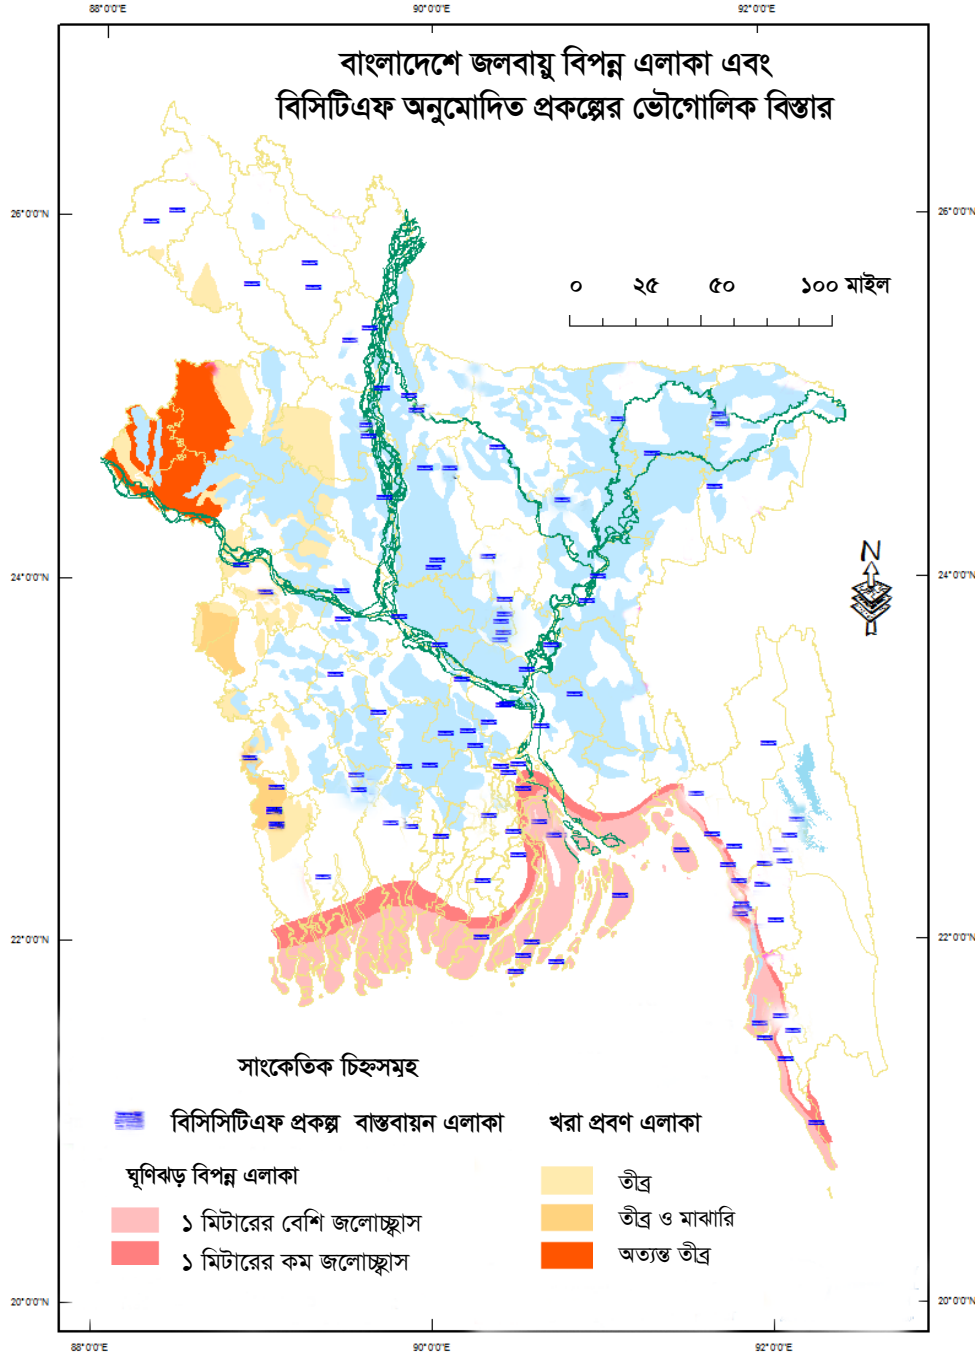 88°0'0"E 90°0'0"E 92°0'0"E
বাংলাদেশে জলবায়ু বিপন্ন এলাকা এবং
বিসিটিএফ অনুমোদিত প্রকল্পের ভৌগোলিক বিস্তার
26°0'0"N 26°0'0"N
০ ২৫ ৫০ ১০০ মাইল
N
24°0'0"N 24°0'0"N
22°0'0"N 22°0'0"N
সাংকেতিক চিহ্নসমূহ
বিসিসিটিএফ প্রকল্প বাস্তবায়ন এলাকা খরা প্রবণ এলাকা
ঘূণিঝড় বিপন্ন এলাকা
তীব্র
১ মিটারের বেশি জলোচ্ছ্বাস
তীব্র ও মাঝারি
১ মিটারের কম জলোচ্ছ্বাস
অত্যন্ত তীব্র
20°0'0"N 20°0'0"N
88°0'0"E 90°0'0"E 92°0'0"E